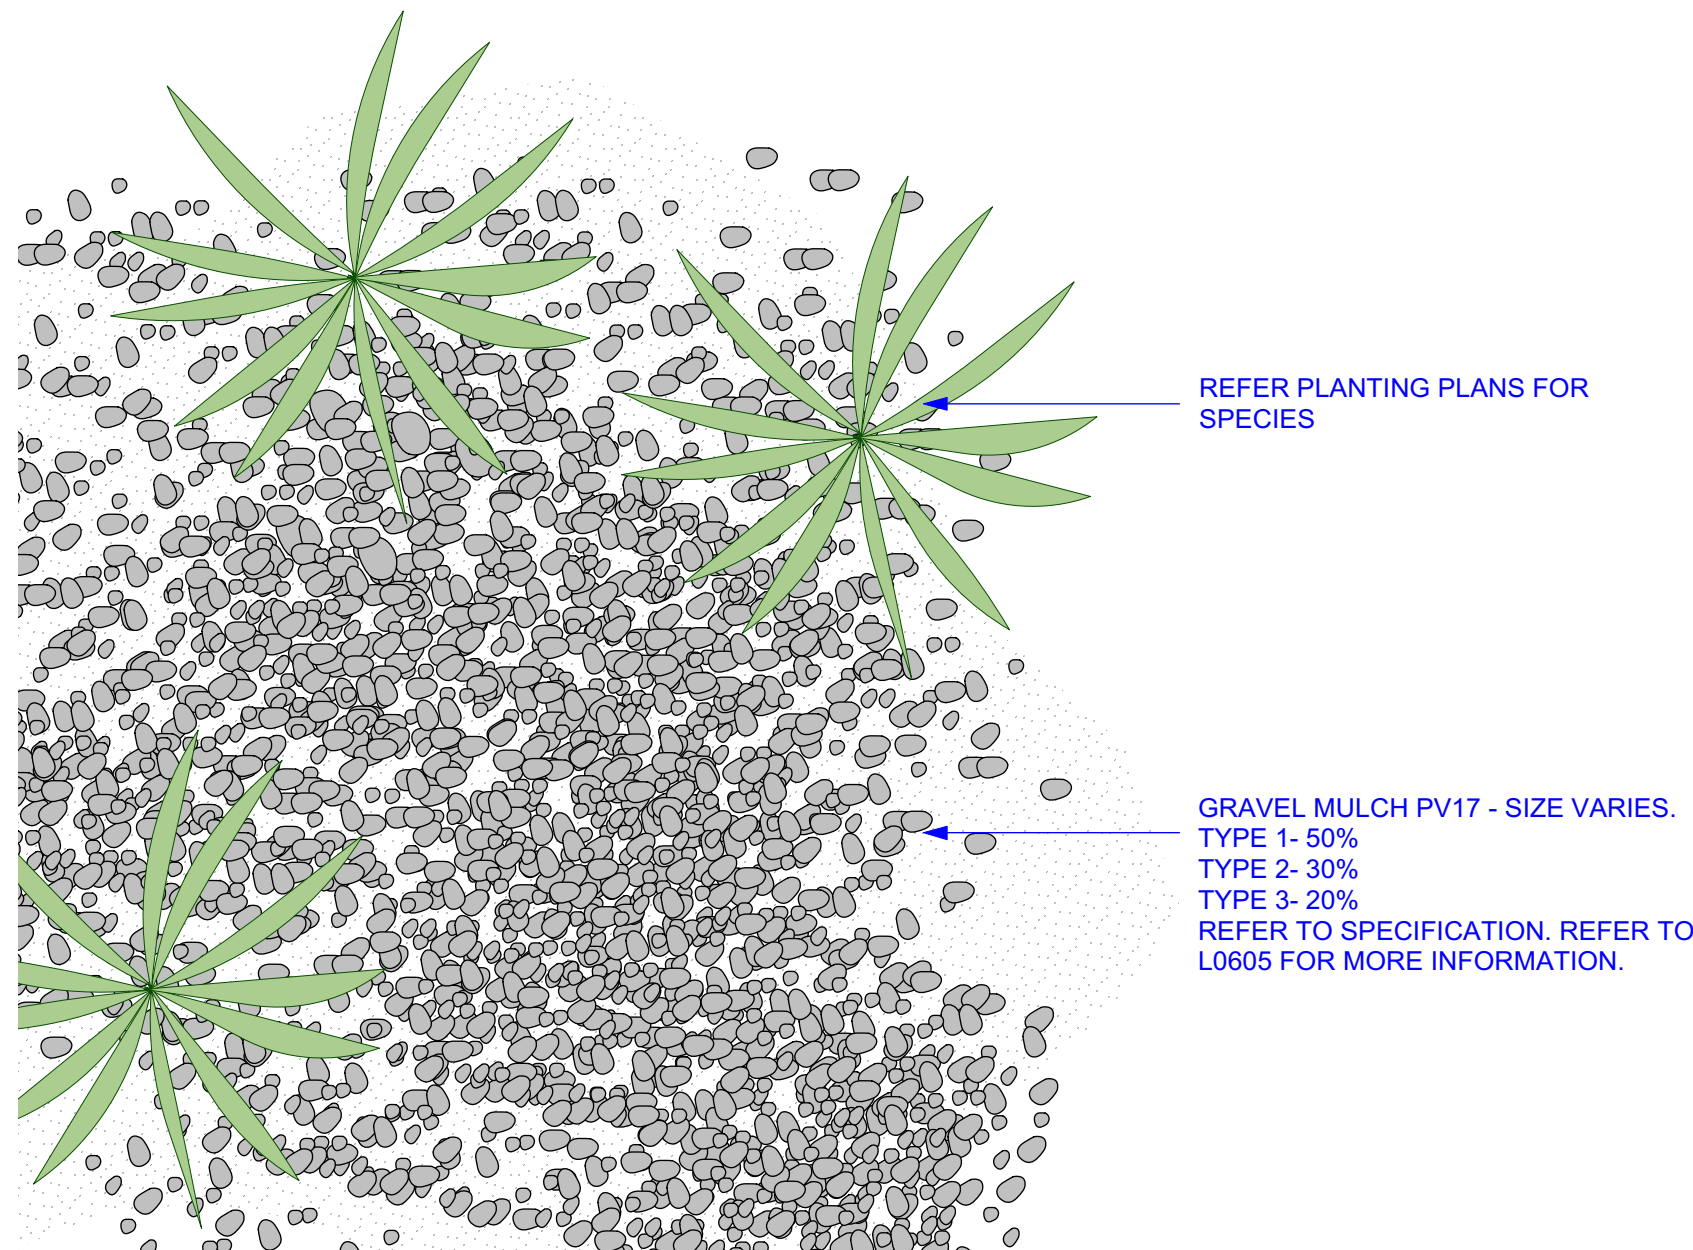 REFER PLANTING PLANS FOR
SPECIES
GRAVEL MULCH PV17 - SIZE VARIES.
TYPE 1- 50%
TYPE 2- 30%
TYPE 3- 20%
REFER TO SPECIFICATION. REFER TO
L0605 FOR MORE INFORMATION.